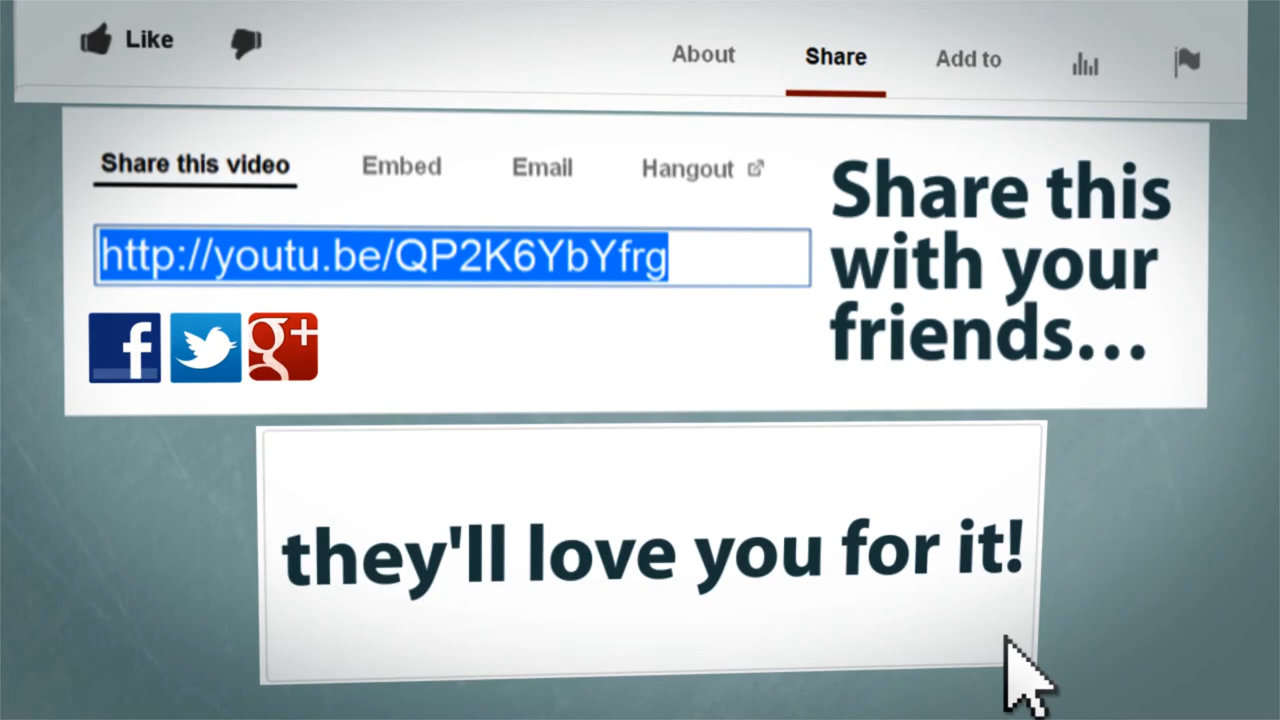 Like
About Share Add to
Share this video Embed Email Hangout
http://youtu.be/QP2K6YbYfrg
f g+
Share this
with your
friends...
they'll love you for it!